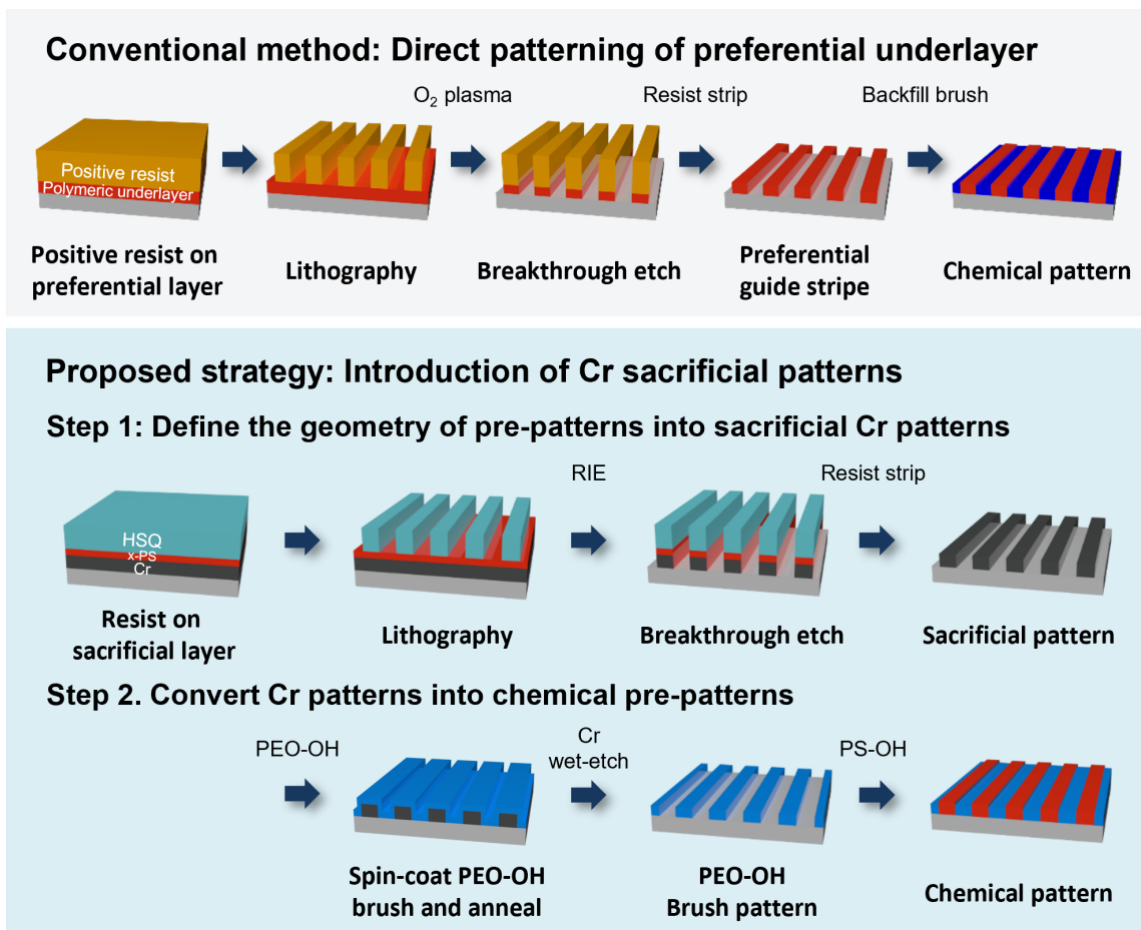 Conventional method: Direct patterning of preferential underlayer
O₂ plasma
Resist strip
Backfill brush
Positive resist
Polymeric underlayer
Positive resist on
preferential layer
Lithography
Breakthrough etch
Preferential
guide stripe
Chemical pattern
Proposed strategy: Introduction of Cr sacrificial patterns
Step 1: Define the geometry of pre-patterns into sacrificial Cr patterns
RIE
Resist strip
HSQ
x-PS
Cr
Resist on
sacrificial layer
Lithography
Breakthrough etch
Sacrificial pattern
Step 2. Convert Cr patterns into chemical pre-patterns
PEO-OH
Cr
wet-etch
PS-OH
Spin-coat PEO-OH
brush and anneal
PEO-OH
Brush pattern
Chemical pattern